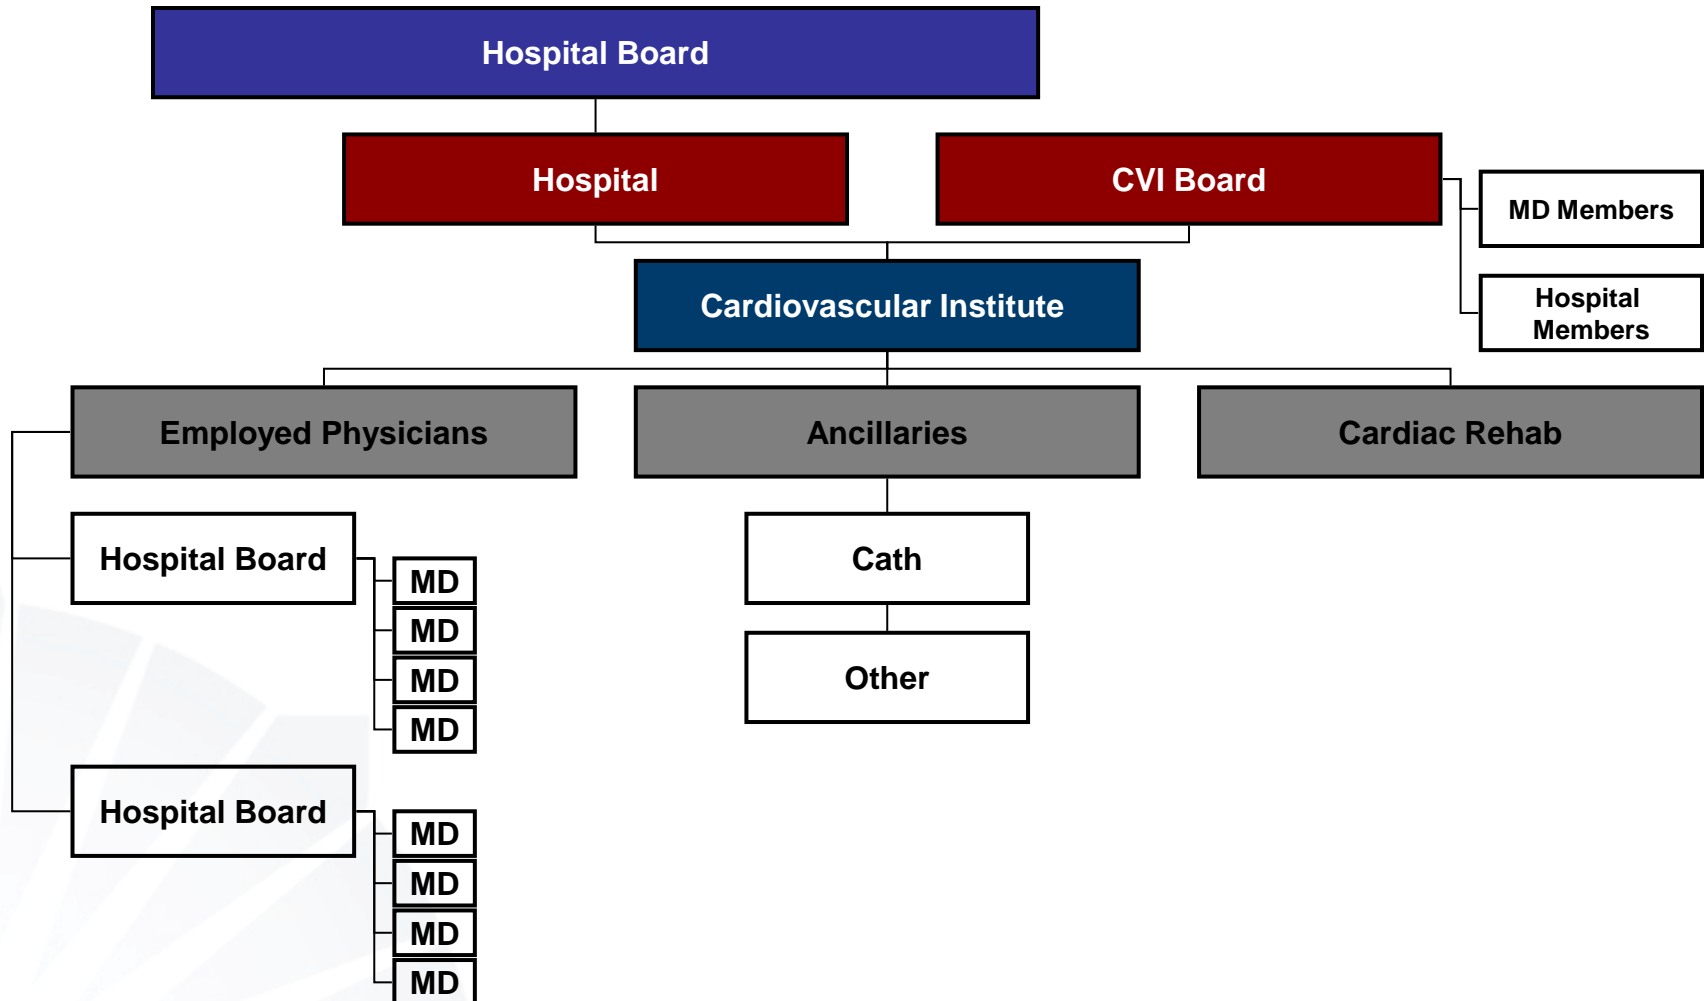 Hospital Board
Hospital
CVI Board
MD Members
Hospital
Members
Cardiovascular Institute
Employed Physicians
Ancillaries
Cardiac Rehab
Hospital Board
MD
MD
MD
MD
Cath
Other
Hospital Board
MD
MD
MD
MD